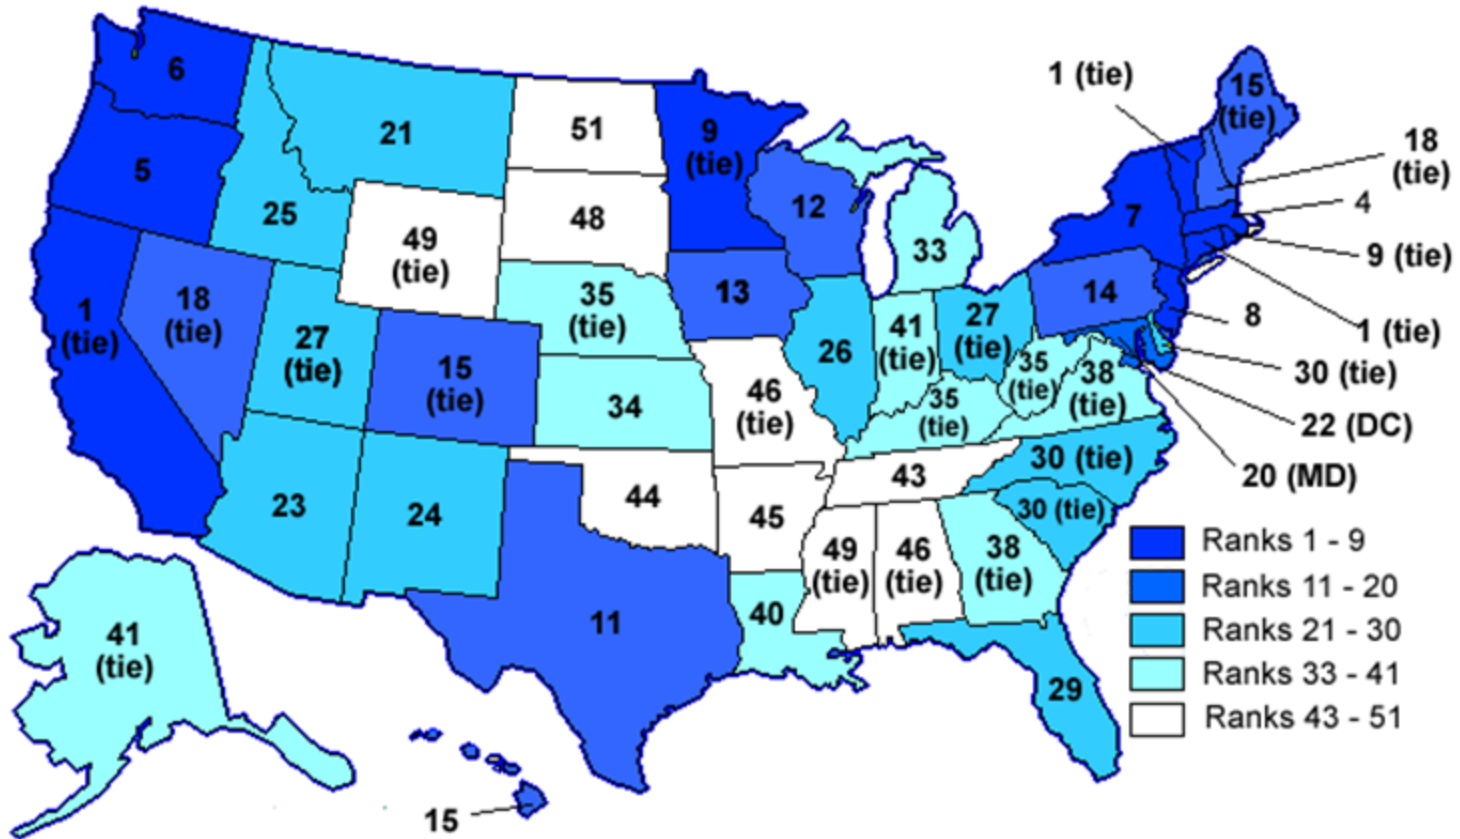 6
5
1
(tie)
18
(tie)
25
21
49
(tie)
27
(tie)
15
(tie)
23
24
51
48
35
(tie)
34
44
11
9
(tie)
13
46
(tie)
45
40
12
26
33
41
(tie)
27
(tie)
35
(tie)
35
(tie)
38
(tie)
43
49
(tie)
46
(tie)
38
(tie)
30 (tie)
30 (tie)
29
14
7
1 (tie)
15
(tie)
18
(tie)
4
9 (tie)
1 (tie)
8
30 (tie)
22 (DC)
20 (MD)
41
(tie)
15
Ranks 1 - 9
Ranks 11 - 20
Ranks 21 - 30
Ranks 33 - 41
Ranks 43 - 51